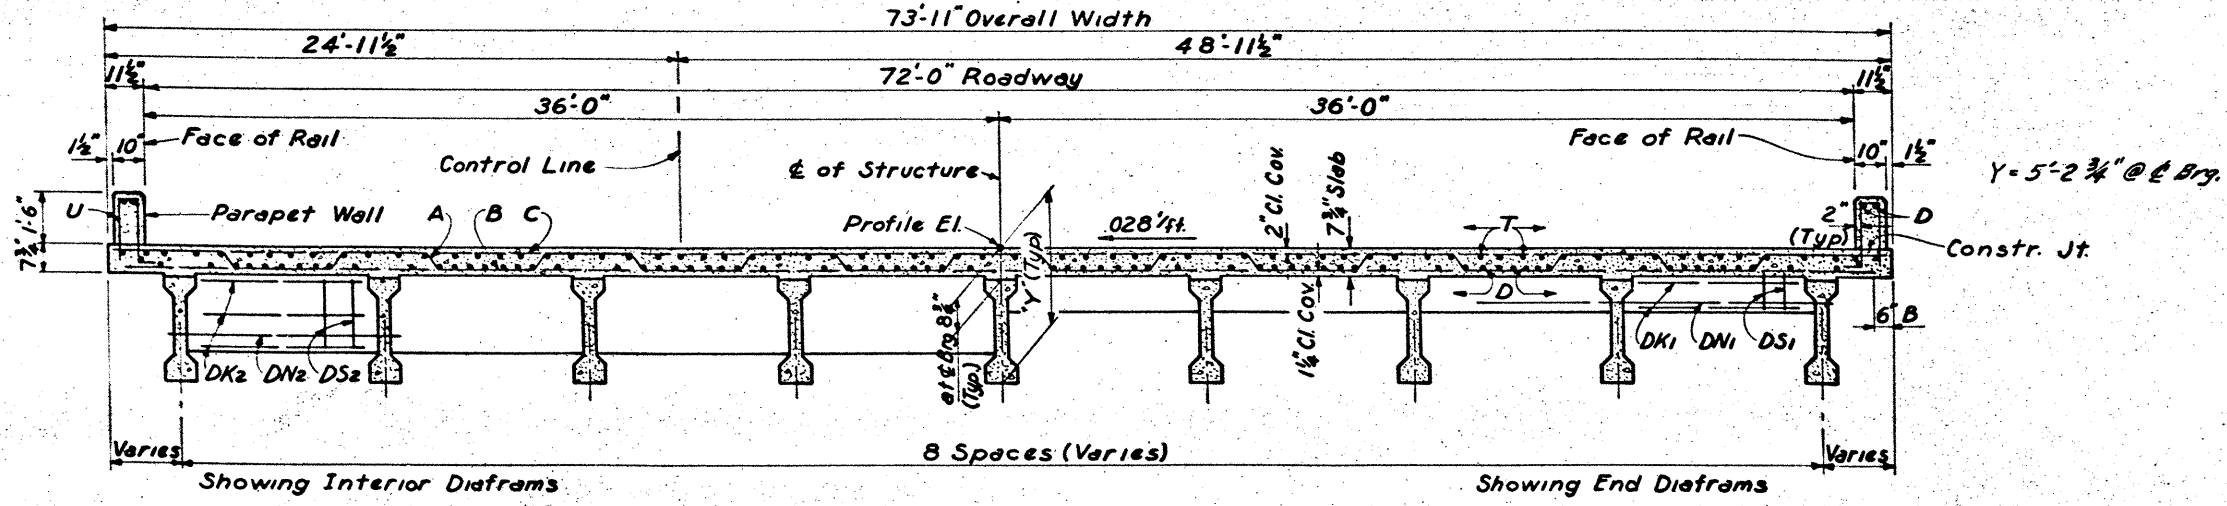 73'-11" Overall Width
24'-11½" 48'-11½"
11½" 72'-0" Roadway 11½"
36'-0" 36'-0"
1½" 10" Face of Rail Face of Rail 10" 1½"
Control Line
℄ of Structure
2" Cl. Cov.
7¾" Slab
Y = 5'-2 ¾" @ ℄ Brg.
U 1'-6" Parapet Wall A B C
Profile El.
.028'/ft.
T
2"
(Typ)
D
Constr. Jt.
7¾"
"Y" (Typ)
D
1¼" Cl. Cov.
6" B
DK2 DN2 DS2
at ℄ Brg. 8¾"
(Typ.)
DK1 DN1 DS1
Varies 8 Spaces (Varies) Varies
Showing Interior Diaframs Showing End Diaframs